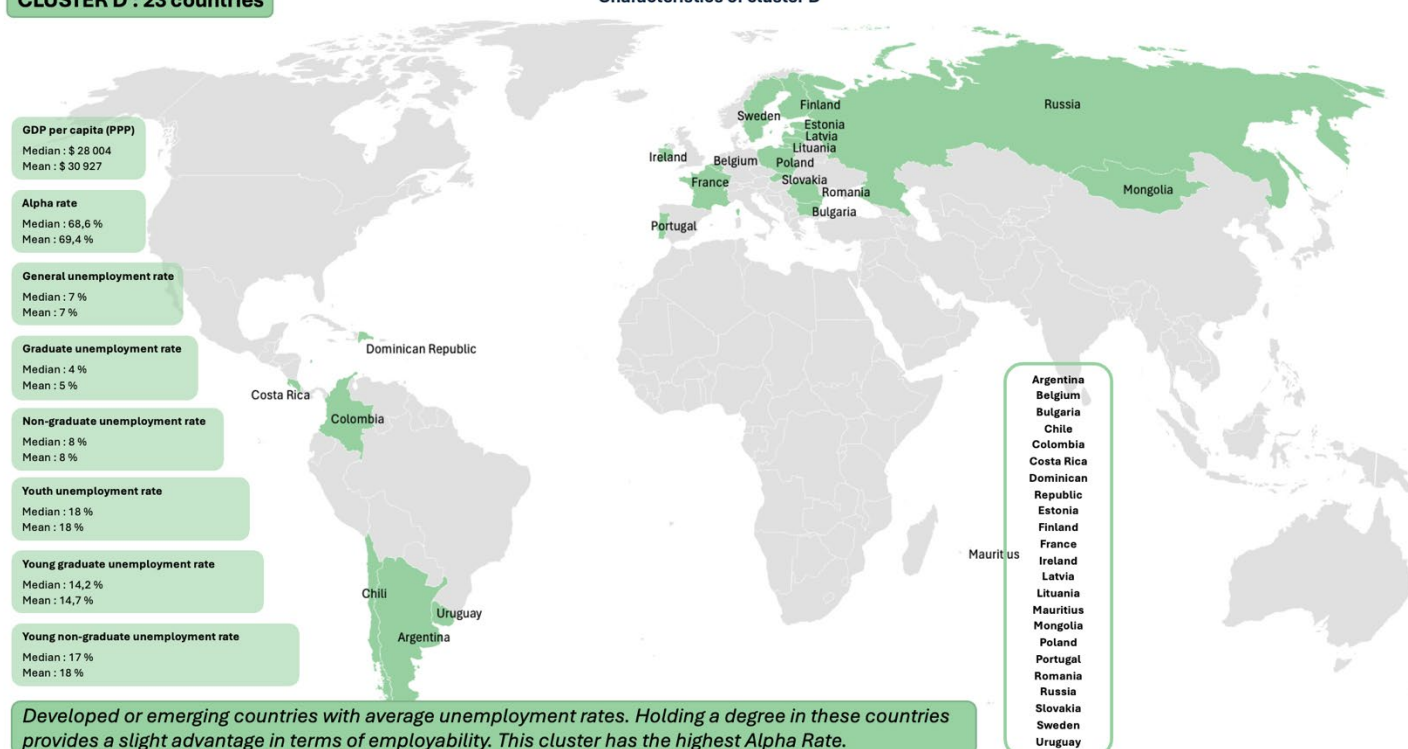 CLUSTER D : 23 countries
Characteristics of cluster D
GDP per capita (PPP)
Median : $ 28 004
Mean : $ 30 927
Alpha rate
Median : 68,6 %
Mean : 69,4 %
General unemployment rate
Median : 7 %
Mean : 7 %
Graduate unemployment rate
Median : 4 %
Mean : 5 %
Non-graduate unemployment rate
Median : 8 %
Mean : 8 %
Youth unemployment rate
Median : 18 %
Mean : 18 %
Young graduate unemployment rate
Median : 14,2 %
Mean : 14,7 %
Young non-graduate unemployment rate
Median : 17 %
Mean : 18 %
Finland
Sweden
Estonia
Latvia
Lituania
Ireland
Belgium
Poland
France
Slovakia
Romania
Bulgaria
Portugal
Russia
Mongolia
Dominican Republic
Costa Rica
Colombia
Chili
Uruguay
Argentina
Mauritius
Argentina
Belgium
Bulgaria
Chile
Colombia
Costa Rica
Dominican
Republic
Estonia
Finland
France
Ireland
Latvia
Lituania
Mauritius
Mongolia
Poland
Portugal
Romania
Russia
Slovakia
Sweden
Uruguay
Developed or emerging countries with average unemployment rates. Holding a degree in these countries
provides a slight advantage in terms of employability. This cluster has the highest Alpha Rate.